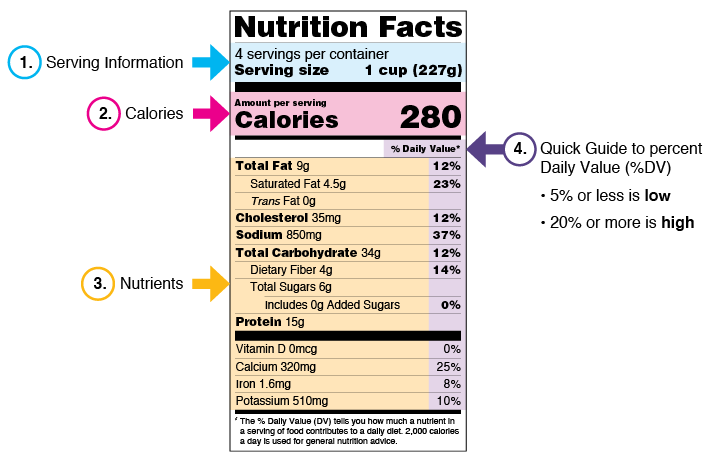 Nutrition Facts
4 servings per container
Serving size 1 cup (227g)
Amount per serving
Calories 280
% Daily Value*
Total Fat 9g 12%
Saturated Fat 4.5g 23%
Trans Fat 0g
Cholesterol 35mg 12%
Sodium 850mg 37%
Total Carbohydrate 34g 12%
Dietary Fiber 4g 14%
Total Sugars 6g
Includes 0g Added Sugars 0%
Protein 15g
Vitamin D 0mcg 0%
Calcium 320mg 25%
Iron 1.6mg 8%
Potassium 510mg 10%
* The % Daily Value (DV) tells you how much a nutrient in
a serving of food contributes to a daily diet. 2,000 calories
a day is used for general nutrition advice.
1. Serving Information
2. Calories
3. Nutrients
4. Quick Guide to percent
Daily Value (%DV)
• 5% or less is low
• 20% or more is high